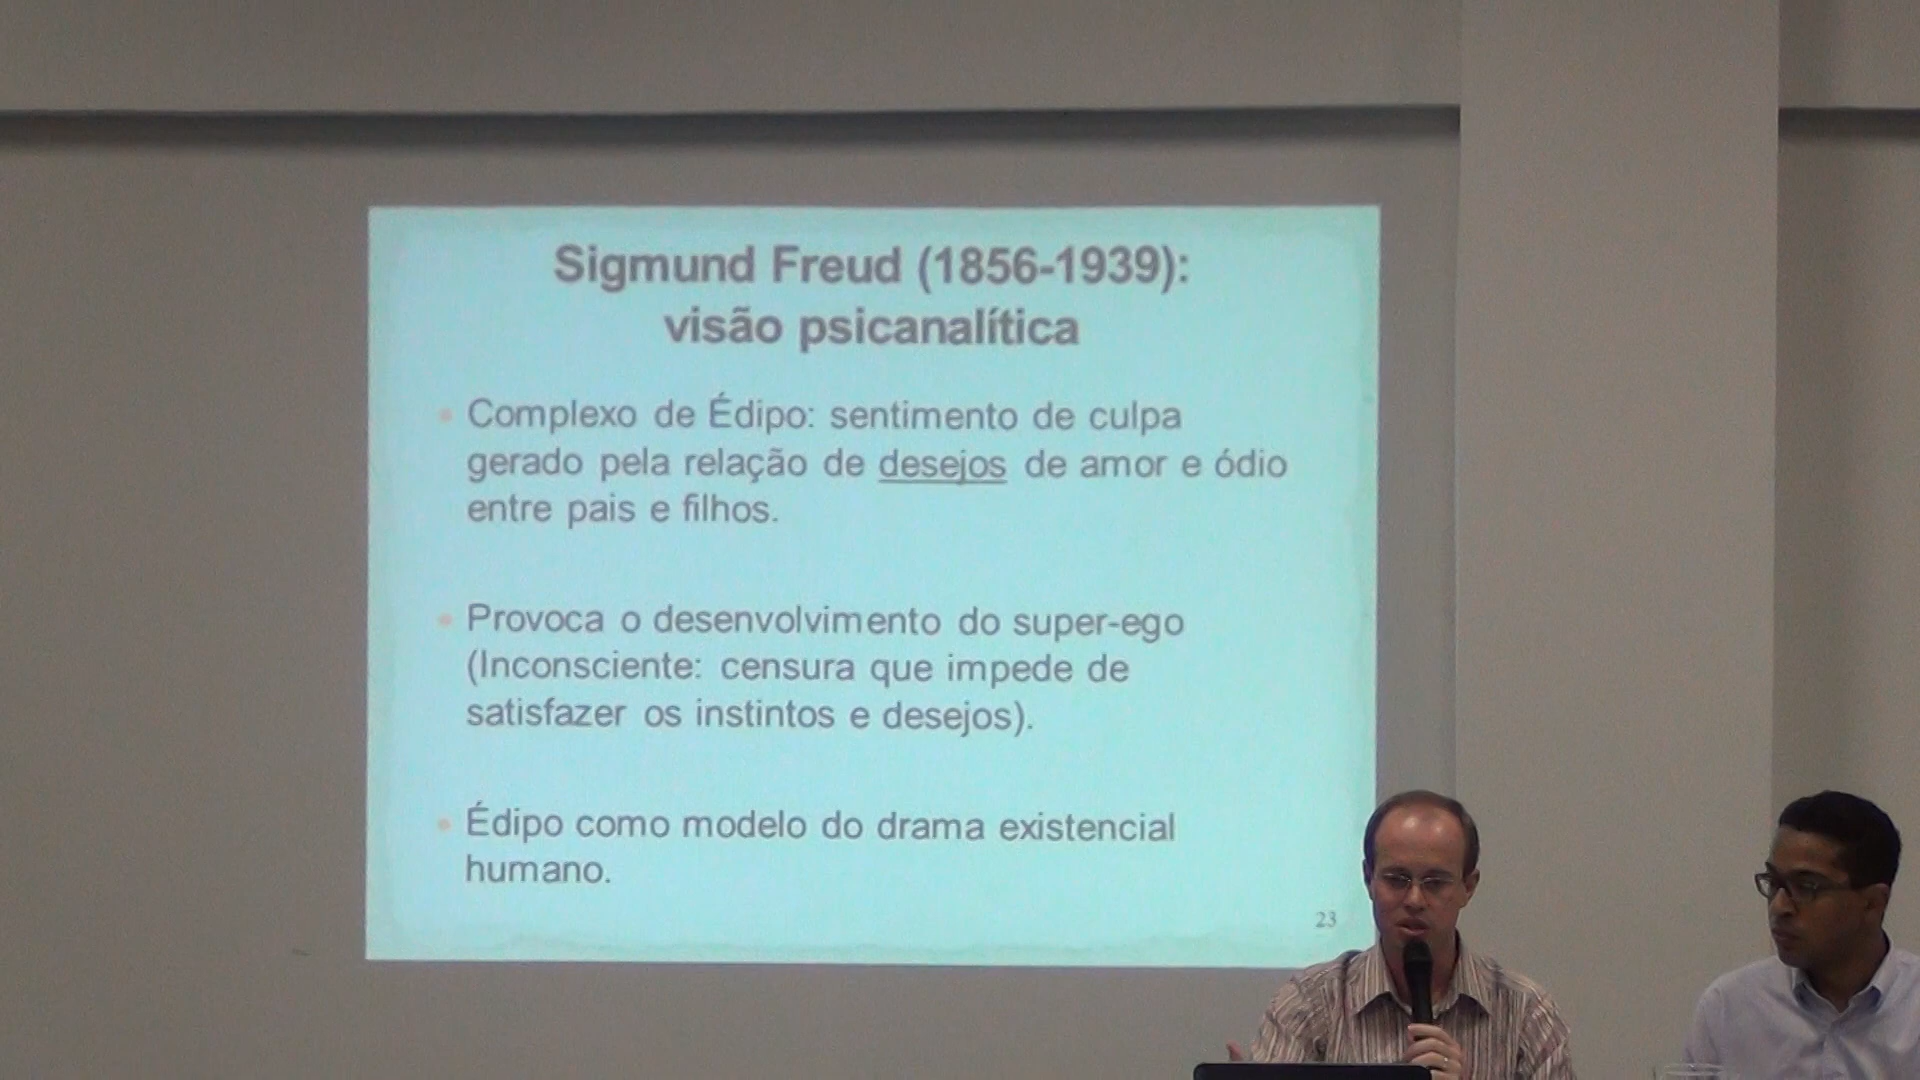 Sigmund Freud (1856-1939):
visão psicanalítica
Complexo de Édipo: sentimento de culpa
gerado pela relação de desejos de amor e ódio
entre pais e filhos.
Provoca o desenvolvimento do super-ego
(Inconsciente: censura que impede de
satisfazer os instintos e desejos).
Édipo como modelo do drama existencial
humano.
23